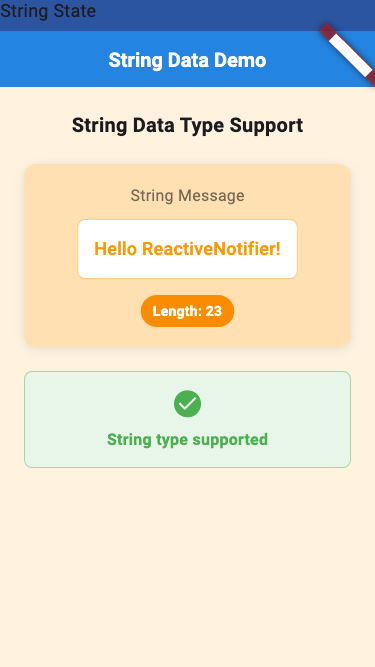 String State
String Data Demo
String Data Type Support
String Message
Hello ReactiveNotifier!
Length: 23
String type supported